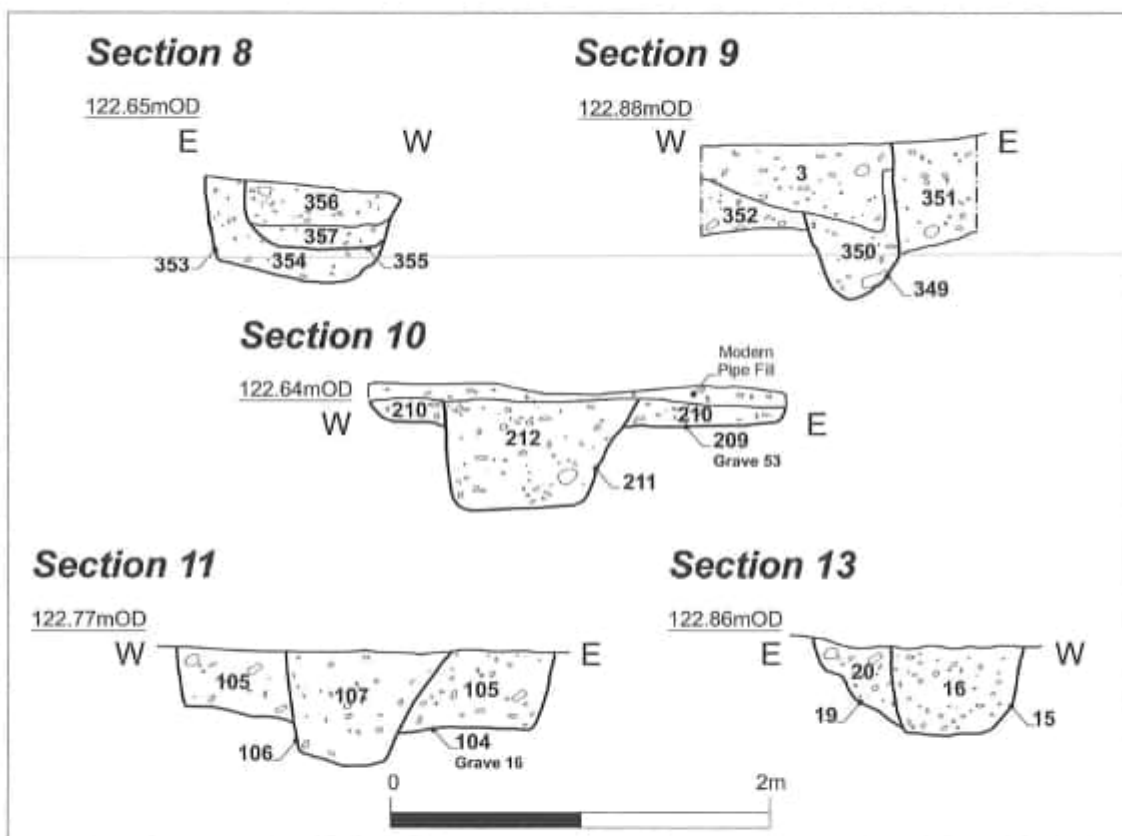 Section 8
122.65mOD
E
W
356
357
353
354
355
Section 9
122.88mOD
W
E
3
351
352
350
349
Section 10
122.64mOD
W
E
Modern
Pipe Fill
210
210
212
209
Grave 53
211
Section 11
122.77mOD
W
E
105
107
105
106
104
Grave 16
Section 13
122.86mOD
E
W
20
16
19
15
0
2m